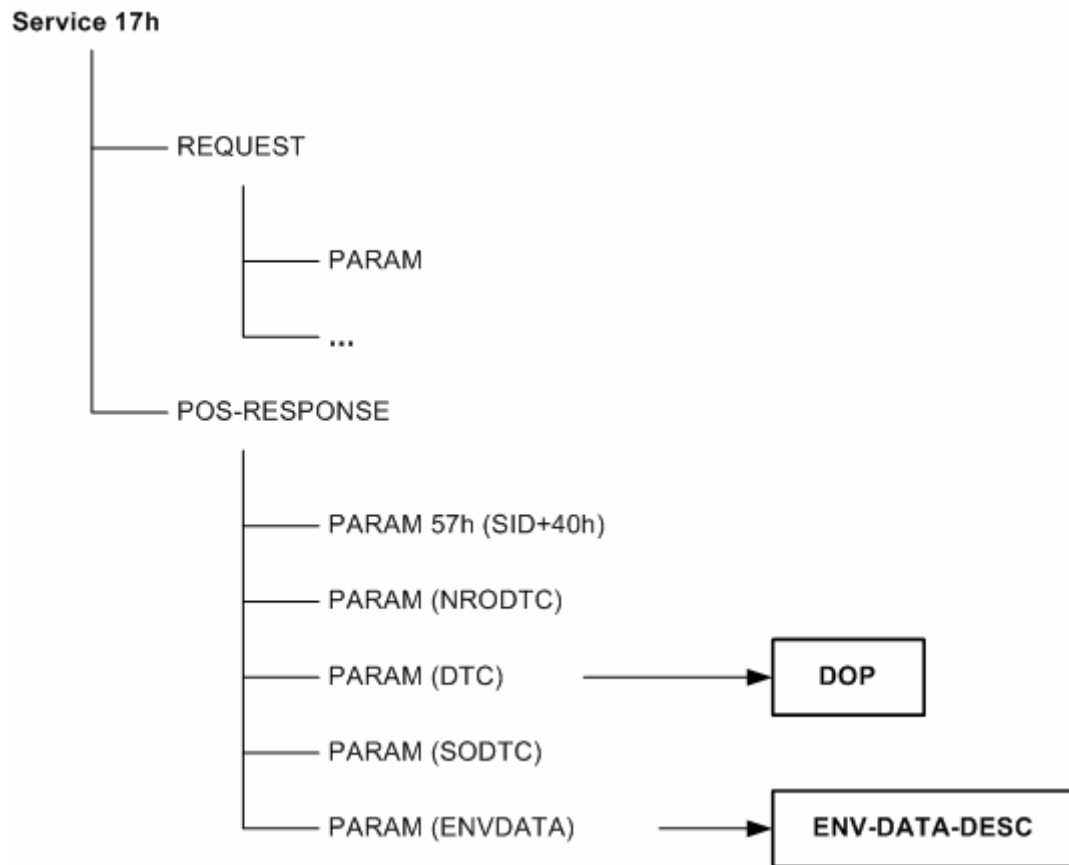 Service 17h
REQUEST
PARAM
...
POS-RESPONSE
PARAM 57h (SID+40h)
PARAM (NRODTC)
PARAM (DTC)
DOP
PARAM (SODTC)
PARAM (ENVDATA)
ENV-DATA-DESC